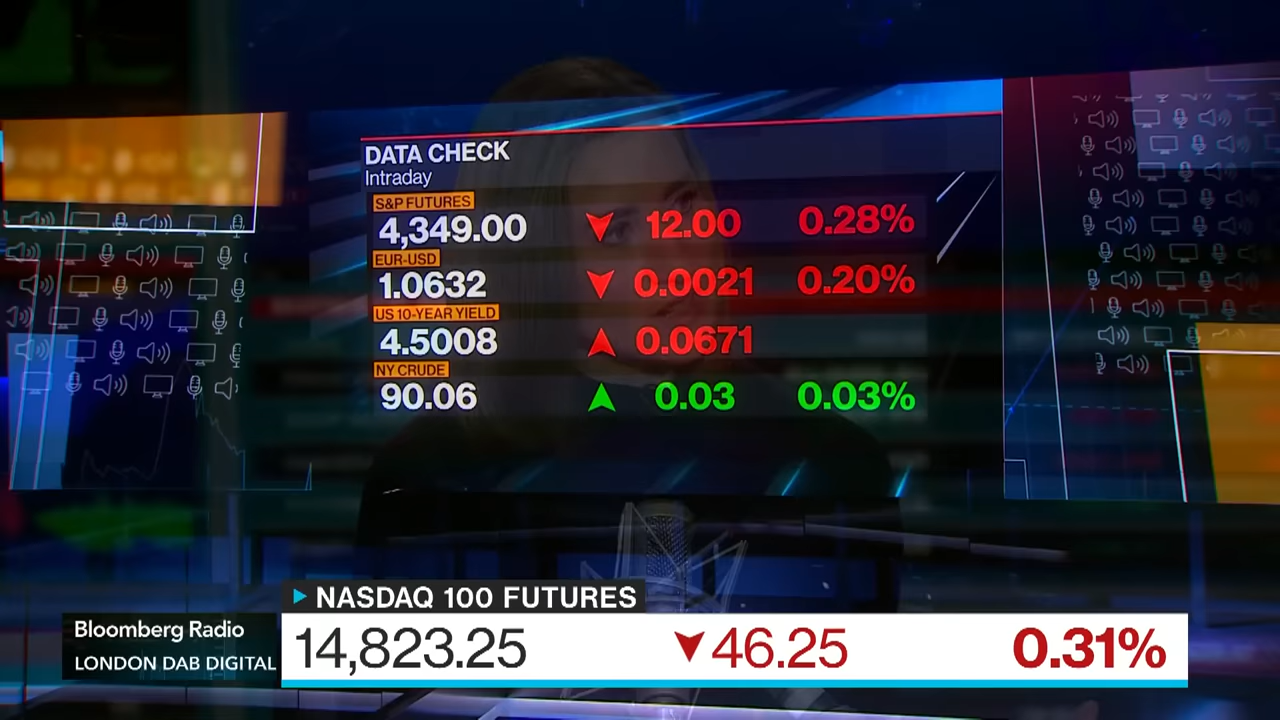 DATA CHECK
Intraday
S&P FUTURES
4,349.00 ▼ 12.00 0.28%
EUR-USD
1.0632 ▼ 0.0021 0.20%
US 10-YEAR YIELD
4.5008 ▲ 0.0671
NY CRUDE
90.06 ▲ 0.03 0.03%
NASDAQ 100 FUTURES
Bloomberg Radio
LONDON DAB DIGITAL
14,823.25 ▼46.25 0.31%